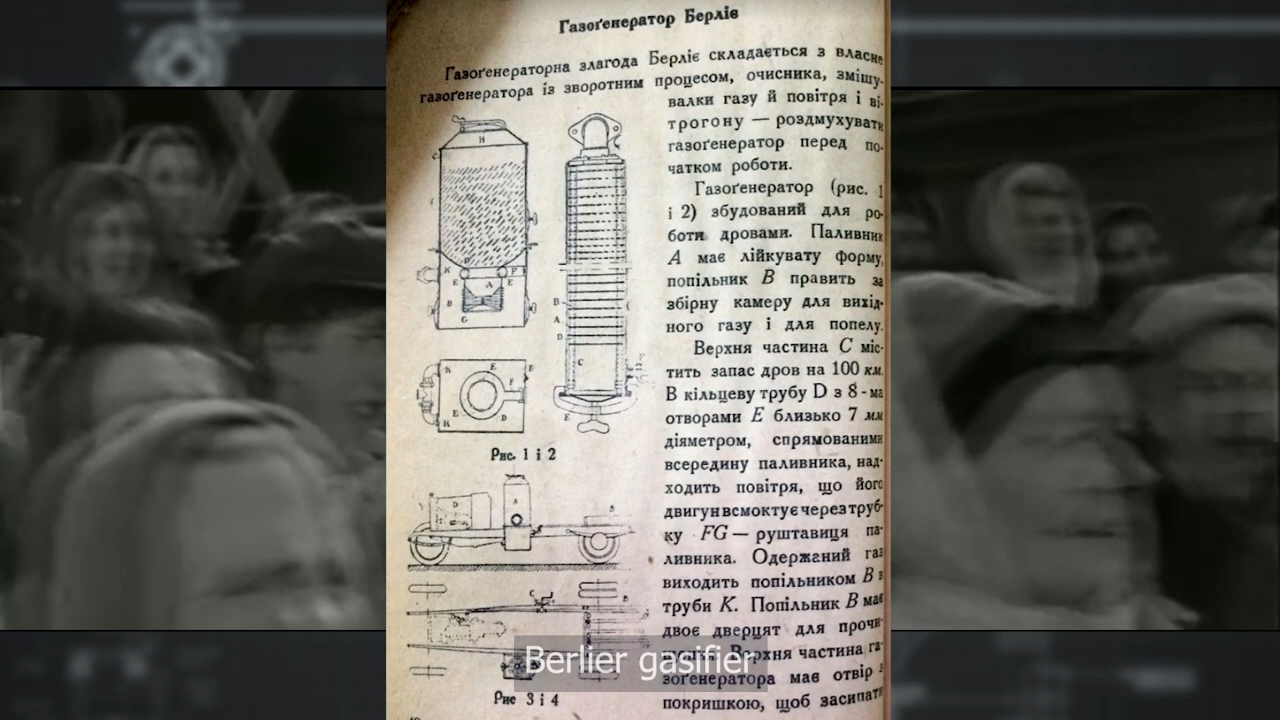 Газоґенератор Берліє
Газоґенераторна злагода Берліє складається з власне
газоґенератора із зворотним процесом, очисника, змішу-
валки газу й повітря і ві-
трогону — роздмухувати
газоґенератор перед по-
чатком роботи.
Газоґенератор (рис. 1
і 2) збудований для ро-
боти дровами. Паливник
А має лійкувату форму,
попільник В править за
збірну камеру для вихід-
ного газу і для попелу.
Верхня частина С міс-
тить запас дров на 100 км.
В кільцеву трубу D з 8-ма
отворами Е близько 7 мм
діяметром, спрямованими
всередину паливника, над-
ходить повітря, що його
двигун всмоктує через труб-
ку FG — руштавиця па-
ливника. Одержаний газ
виходить попільником В в
труби К. Попільник В має
двоє дверцят для прочи-
Верхня частина га-
зоґенератора має отвір з
покришкою, щоб засипати
Рис. 1 і 2
Рис 3 і 4
Berlier gasifier